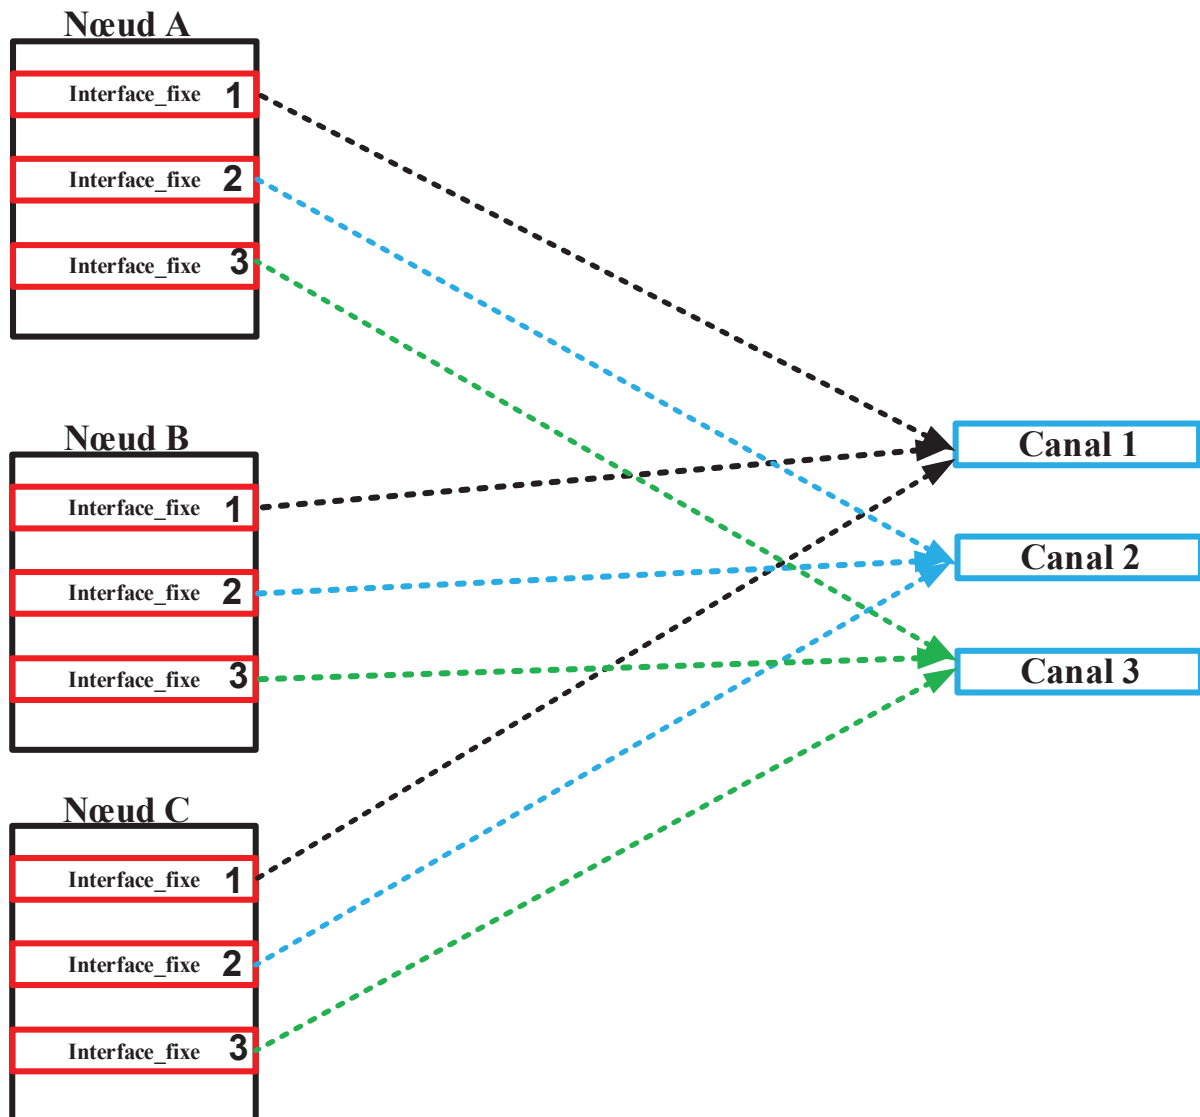 Nœud A
Interface_fixe 1
Interface_fixe 2
Interface_fixe 3
Nœud B
Interface_fixe 1
Interface_fixe 2
Interface_fixe 3
Nœud C
Interface_fixe 1
Interface_fixe 2
Interface_fixe 3
Canal 1
Canal 2
Canal 3